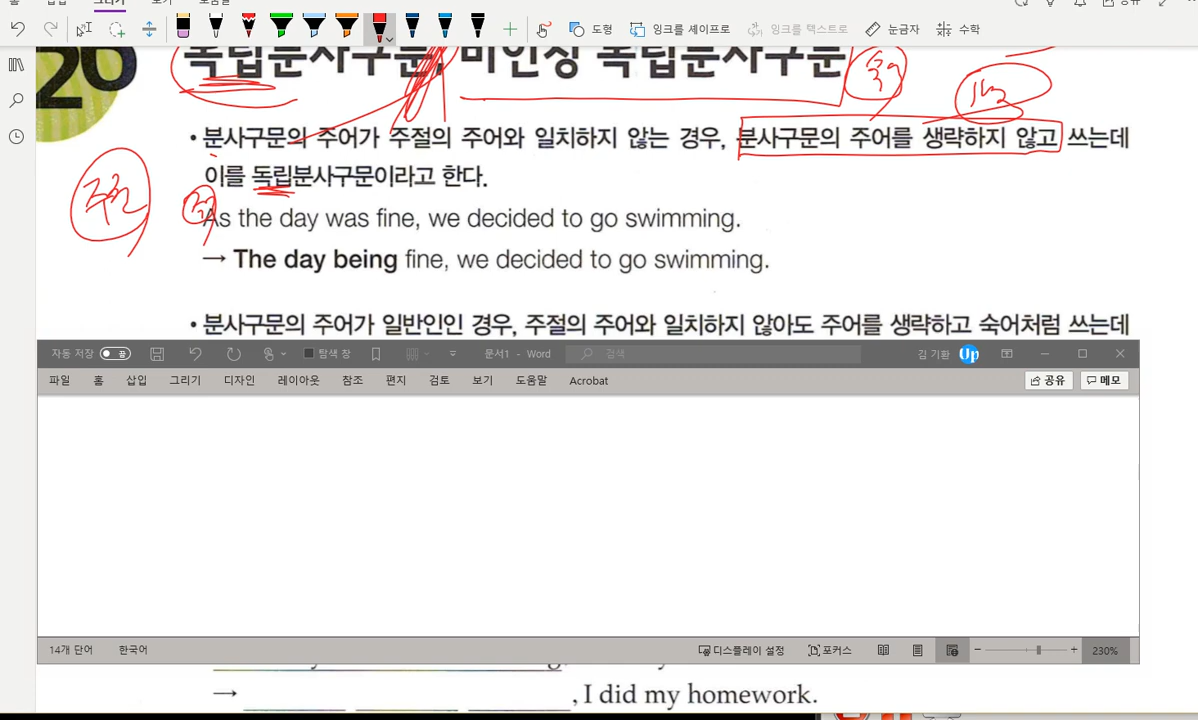 도형
잉크를 셰이프로
잉크를 텍스트로
눈금자
수학
26
독립분사구문, 비인칭 독립분사구문
• 분사구문의 주어가 주절의 주어와 일치하지 않는 경우, 분사구문의 주어를 생략하지 않고 쓰는데
이를 독립분사구문이라고 한다.
As the day was fine, we decided to go swimming.
→ The day being fine, we decided to go swimming.
• 분사구문의 주어가 일반인인 경우, 주절의 주어와 일치하지 않아도 주어를 생략하고 숙어처럼 쓰는데
자동 저장 끔 탐색 창 문서1 - Word 검색 김 기환 Up
파일 홈 삽입 그리기 디자인 레이아웃 참조 편지 검토 보기 도움말 Acrobat 공유 메모
14개 단어 한국어 디스플레이 설정 포커스 230%
→ ________ ________ ________, I did my homework.